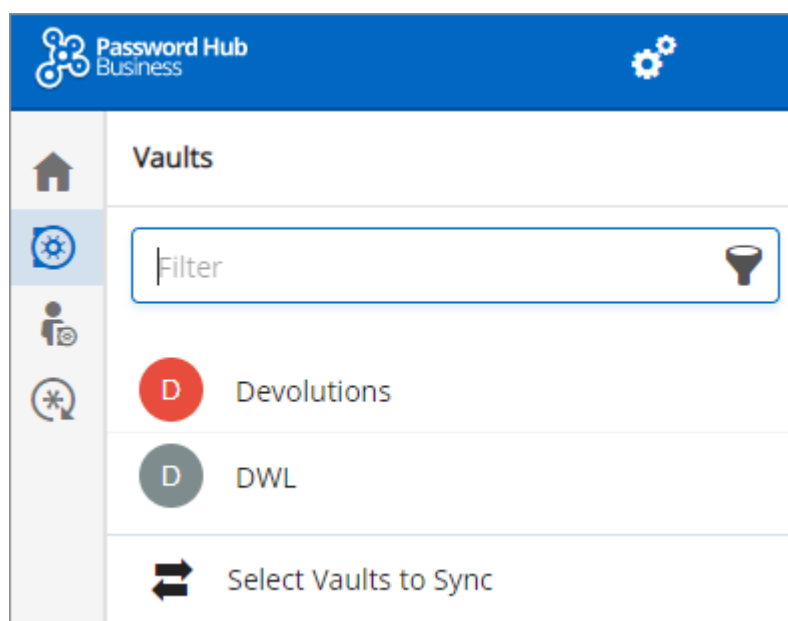 Password Hub
Business
Vaults
Filter
D Devolutions
D DWL
Select Vaults to Sync